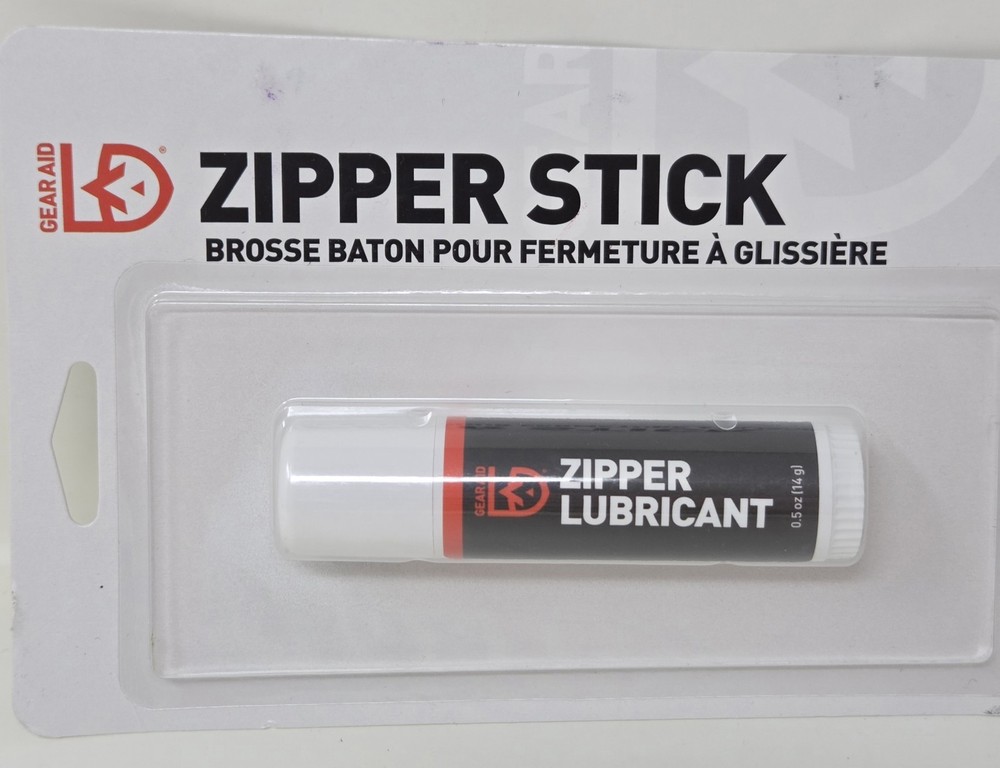 GEAR AID
ZIPPER STICK
BROSSE BATON POUR FERMETURE À GLISSIÈRE
GEAR AID
ZIPPER
LUBRICANT
0.5 oz (14 g)